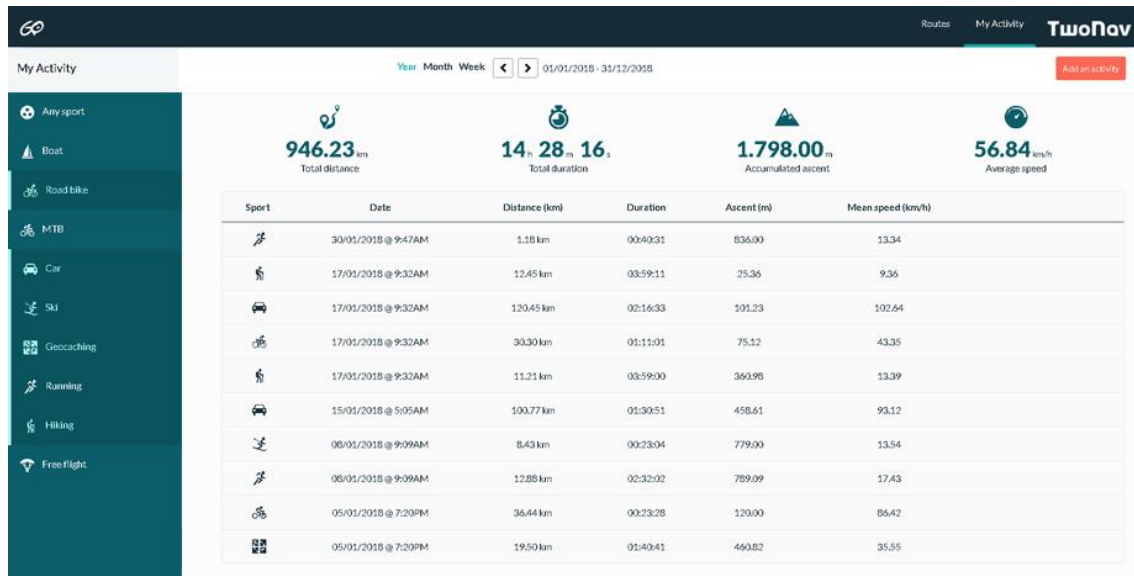 GO
Routes My Activity TwoNav
My Activity
Year Month Week 01/01/2018 - 31/12/2018
Add an activity
Any sport
Boat
Road bike
MTB
Car
Ski
Geocaching
Running
Hiking
Free flight
946.23 km 14 h 28 m 16 s 1.798.00 m 56.84 km/h
Total distance Total duration Accumulated ascent Average speed
Sport Date Distance (km) Duration Ascent (m) Mean speed (km/h)
30/01/2018 @ 9:47AM 1.18 km 00:40:31 836.00 13.34
17/01/2018 @ 9:32AM 12.45 km 03:59:11 25.36 9.36
17/01/2018 @ 9:32AM 120.45 km 02:16:33 101.23 102.64
17/01/2018 @ 9:32AM 30.30 km 01:11:01 75.12 43.35
17/01/2018 @ 9:32AM 11.21 km 03:59:00 360.98 13.39
15/01/2018 @ 5:05AM 100.77 km 01:30:51 458.61 93.12
08/01/2018 @ 9:09AM 8.43 km 00:23:04 779.00 13.54
08/01/2018 @ 9:09AM 12.88 km 02:32:02 789.09 17.43
05/01/2018 @ 7:20PM 36.44 km 00:23:28 120.00 86.42
05/01/2018 @ 7:20PM 19.50 km 01:40:41 460.82 35.55